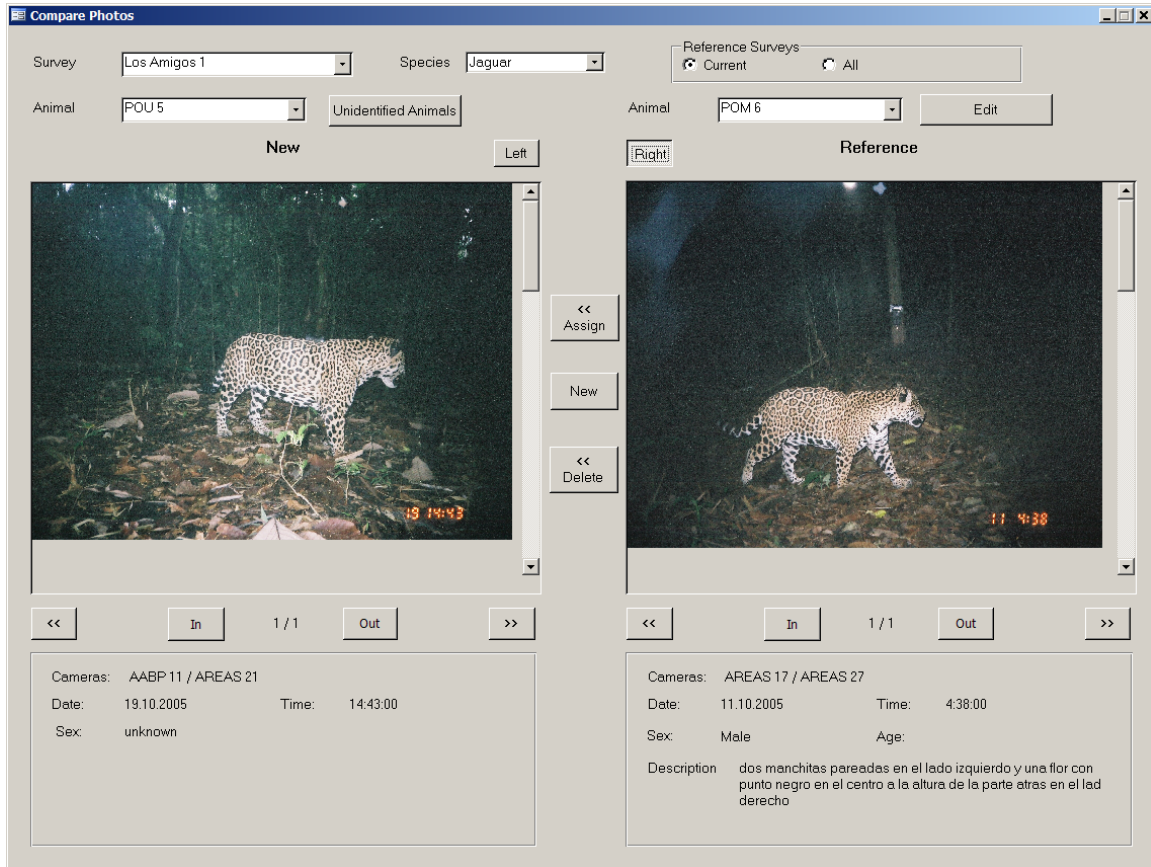 Compare Photos
Survey Los Amigos 1 Species Jaguar Reference Surveys Current All
Animal POU 5 Unidentified Animals Animal POM 6 Edit
New Left Right Reference
19 14:43
11 4:38
<< Assign
New
<< Delete
<< In 1 / 1 Out >> << In 1 / 1 Out >>
Cameras: AABP 11 / AREAS 21
Date: 19.10.2005 Time: 14:43:00
Sex: unknown
Cameras: AREAS 17 / AREAS 27
Date: 11.10.2005 Time: 4:38:00
Sex: Male Age:
Description dos manchitas pareadas en el lado izquierdo y una flor con
punto negro en el centro a la altura de la parte atras en el lad
derecho